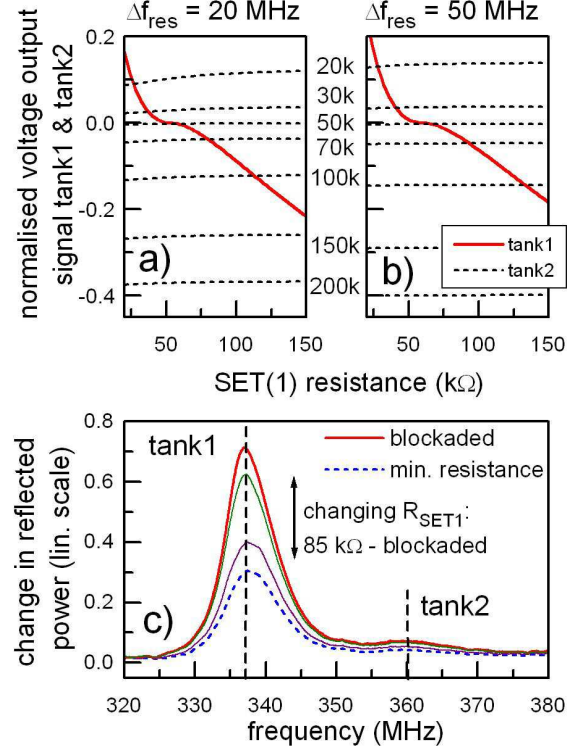 Δf_res = 20 MHz
Δf_res = 50 MHz
normalised voltage output
signal tank1 & tank2
0.2
0.0
-0.2
-0.4
a)
20k
30k
50k
70k
100k
150k
200k
b)
tank1
tank2
50
100
150
50
100
150
SET(1) resistance (kΩ)
change in reflected
power (lin. scale)
0.8
0.6
0.4
0.2
0.0
tank1
blockaded
min. resistance
changing R_SET1:
85 kΩ - blockaded
c)
tank2
320
330
340
350
360
370
380
frequency (MHz)